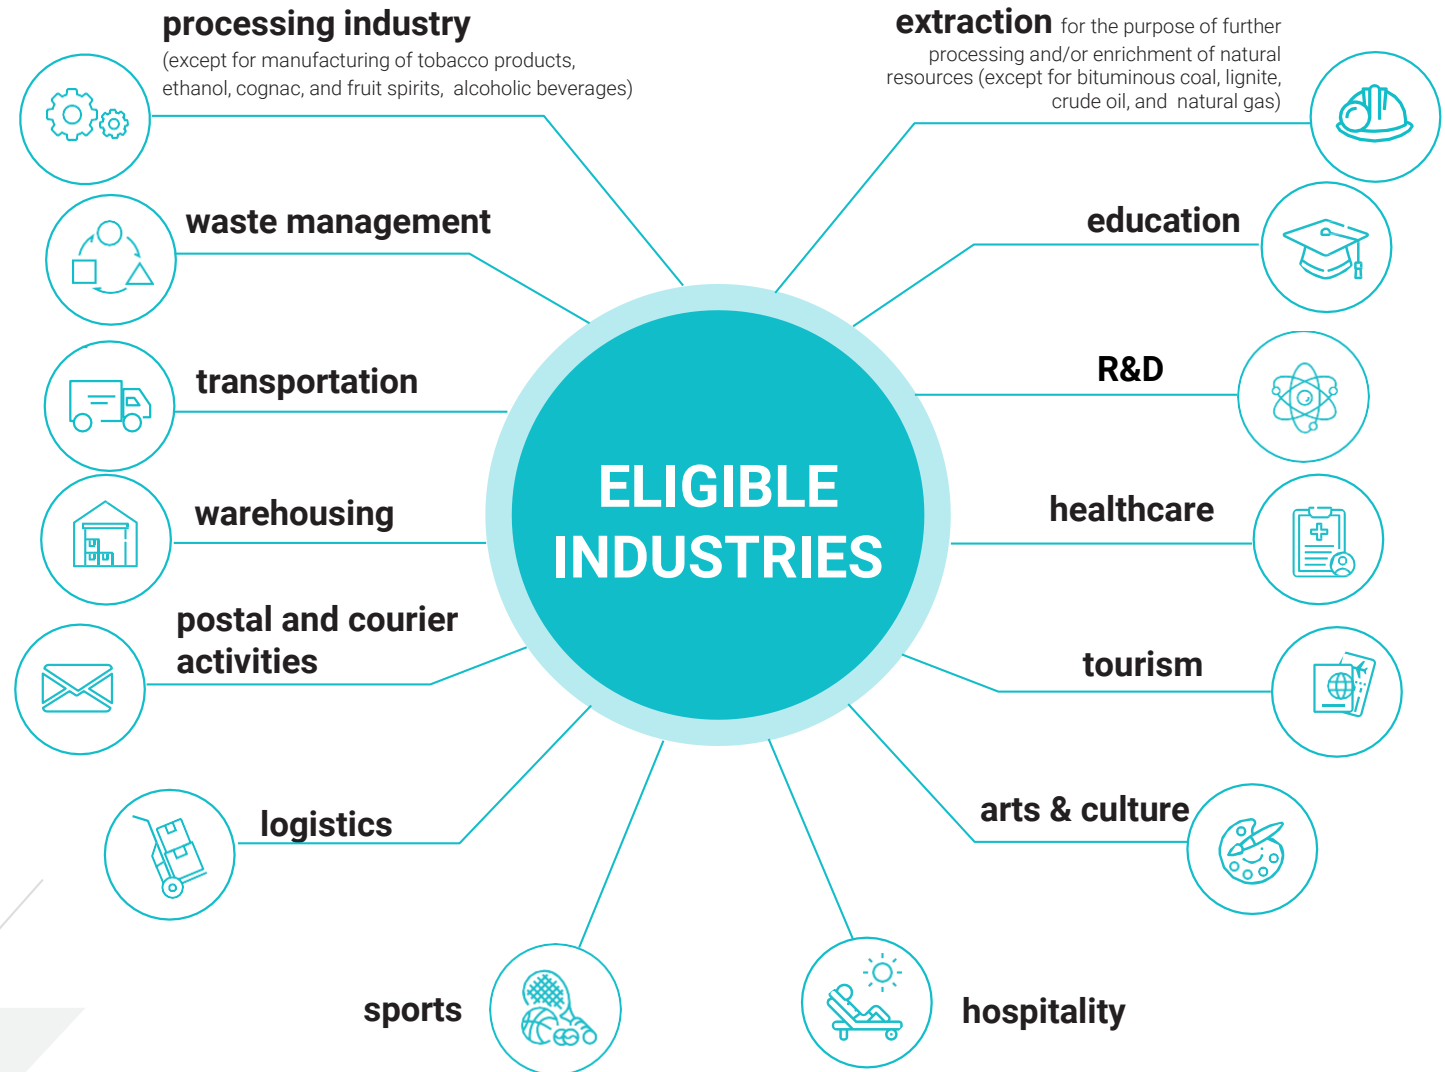 processing industry
(except for manufacturing of tobacco products,
ethanol, cognac, and fruit spirits, alcoholic beverages)
waste management
transportation
warehousing
postal and courier
activities
logistics
sports
ELIGIBLE
INDUSTRIES
extraction for the purpose of further
processing and/or enrichment of natural
resources (except for bituminous coal, lignite,
crude oil, and natural gas)
education
R&D
healthcare
tourism
arts & culture
hospitality